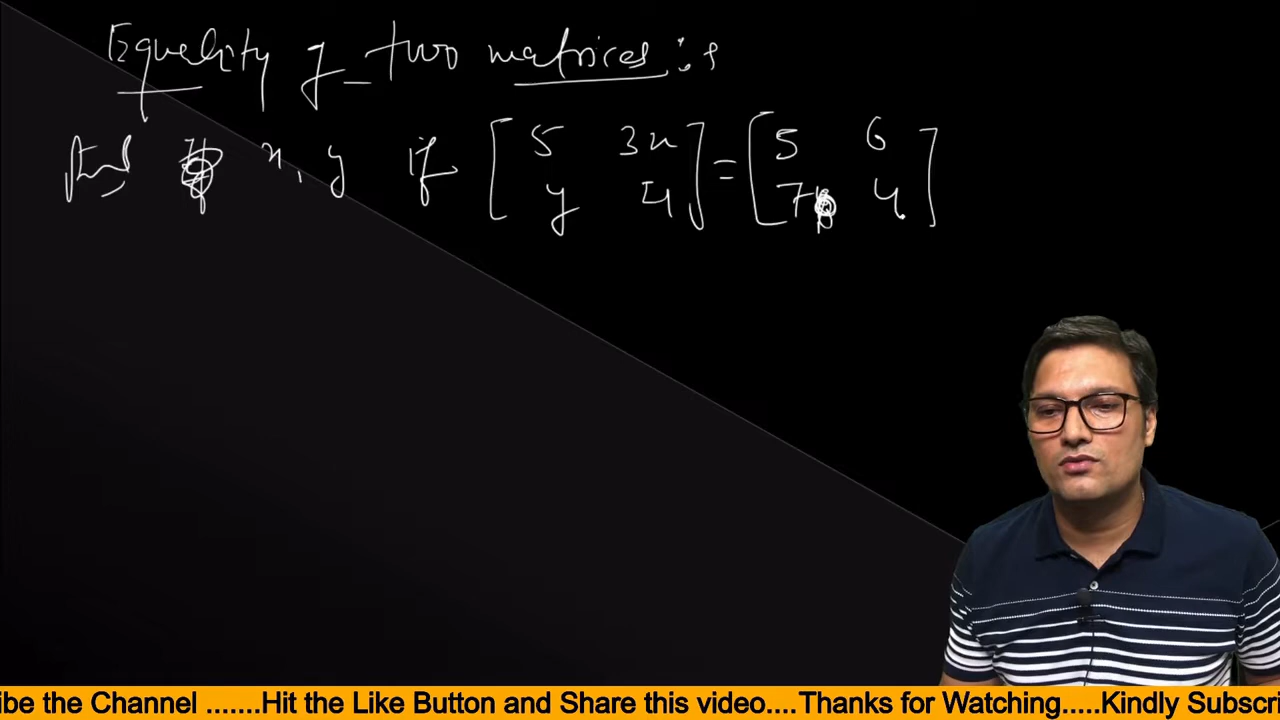 Equality of two matrices :
find x, y if [ 5 3x ] = [ 5 6 ]
[ y 4 ] [ 7 4 ]
ibe the Channel .......Hit the Like Button and Share this video....Thanks for Watching.....Kindly Subscri